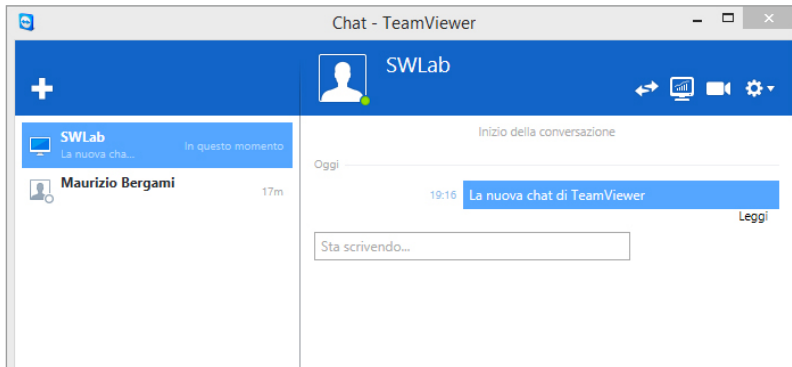 Chat - TeamViewer
SWLab
SWLab
La nuova cha...
In questo momento
Maurizio Bergami
17m
Inizio della conversazione
Oggi
19:16 La nuova chat di TeamViewer
Leggi
Sta scrivendo...